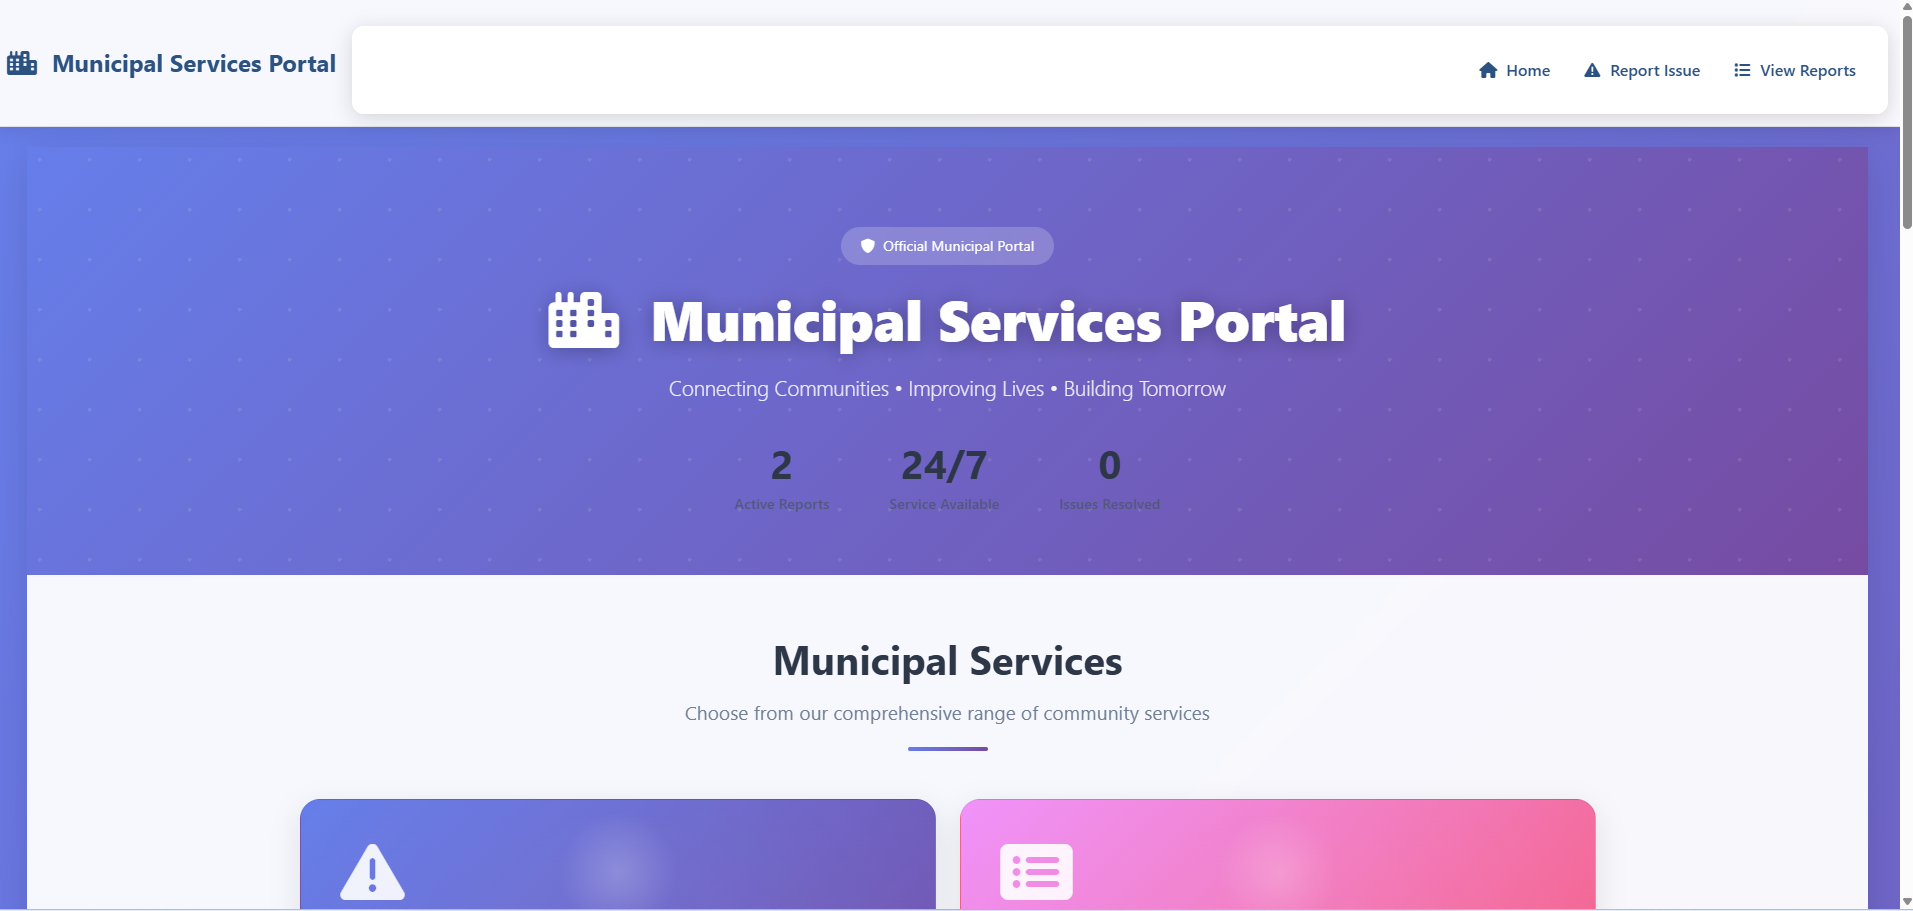 Municipal Services Portal
Home
Report Issue
View Reports
Official Municipal Portal
Municipal Services Portal
Connecting Communities • Improving Lives • Building Tomorrow
2
24/7
0
Active Reports
Service Available
Issues Resolved
Municipal Services
Choose from our comprehensive range of community services